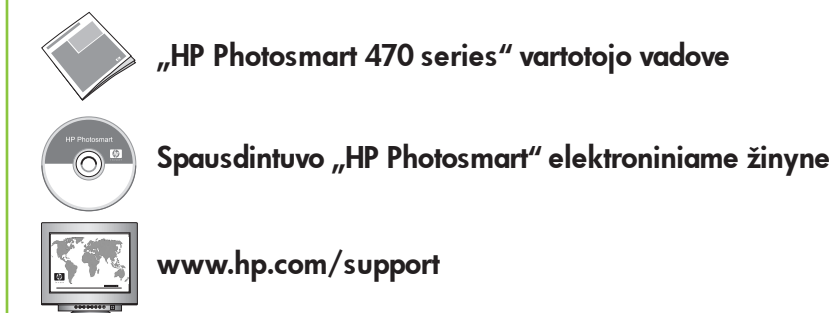 „HP Photosmart 470 series“ vartotojo vadove
HP Photosmart
Spausdintuvo „HP Photosmart“ elektroniniame žinyne
www.hp.com/support